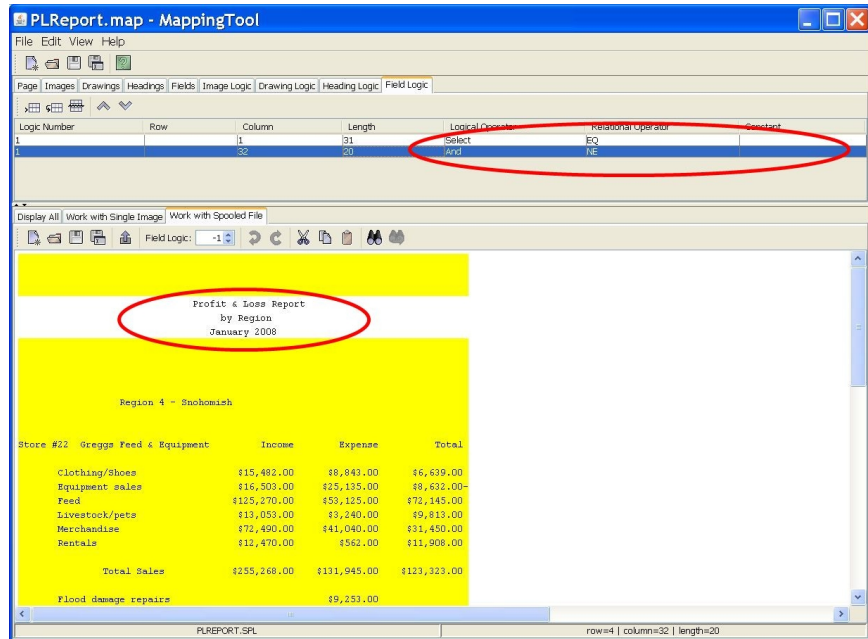 PLReport.map - MappingTool
File Edit View Help
Page Images Drawings Headings Fields Image Logic Drawing Logic Heading Logic Field Logic
Logic Number Row Column Length Logical Operator Relational Operator Constant
1 1 31 Select EQ
1 32 20 And NE
Display All Work with Single Image Work with Spooled File
Field Logic: -1
Profit & Loss Report
by Region
January 2008
Region 4 - Snohomish
Store #22 Greggs Feed & Equipment Income Expense Total
Clothing/Shoes $15,482.00 $8,843.00 $6,639.00
Equipment sales $16,503.00 $25,135.00 $8,632.00-
Feed $125,270.00 $53,125.00 $72,145.00
Livestock/pets $13,053.00 $3,240.00 $9,813.00
Merchandise $72,490.00 $41,040.00 $31,450.00
Rentals $12,470.00 $562.00 $11,908.00
Total Sales $255,268.00 $131,945.00 $123,323.00
Flood damage repairs $9,253.00
PLREPORT.SPL row=4 | column=32 | length=20